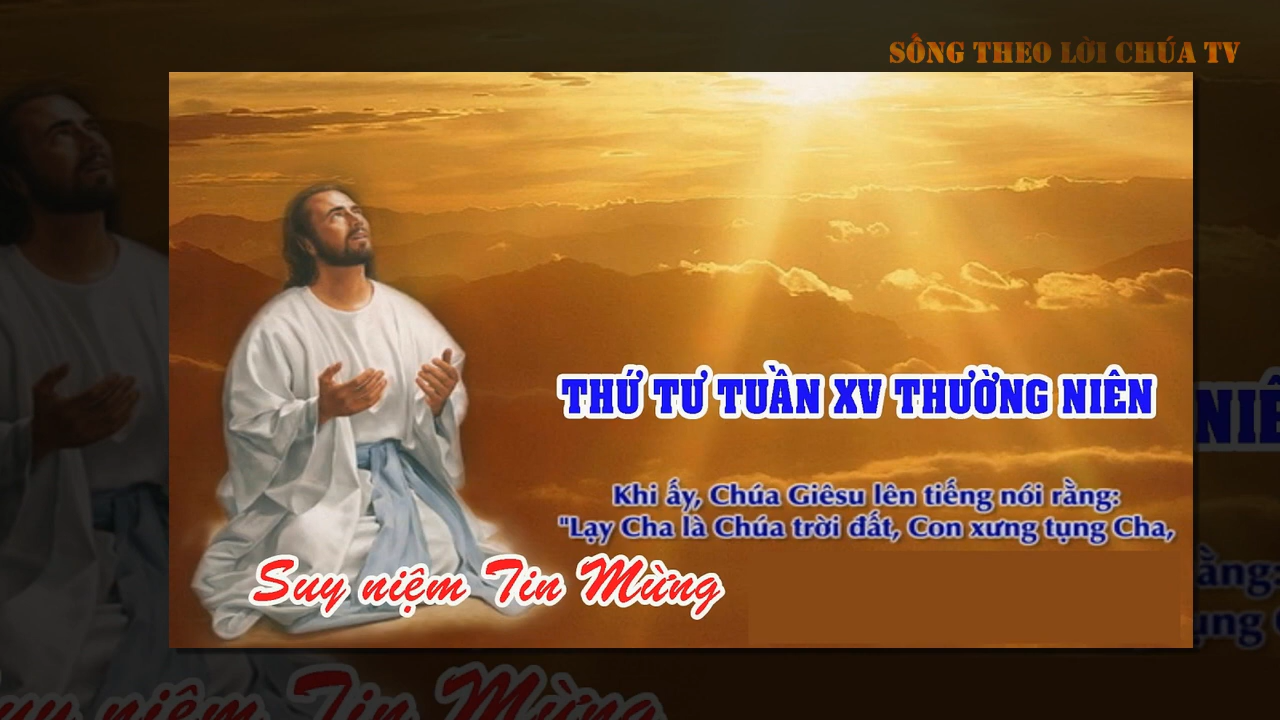 SỐNG THEO LỜI CHÚA TV
THỨ TƯ TUẦN XV THƯỜNG NIÊN
Khi ấy, Chúa Giêsu lên tiếng nói rằng:
"Lạy Cha là Chúa trời đất, Con xưng tụng Cha,
Suy niệm Tin Mừng